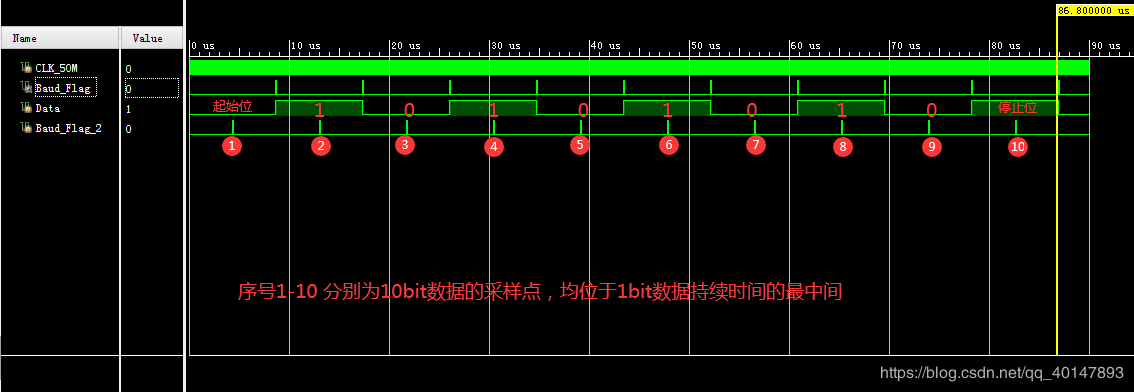 86.800000 us
Name Value
0 us 10 us 20 us 30 us 40 us 50 us 60 us 70 us 80 us 90 us
CLK_50M 0
Baud_Flag 0
Data 1
起始位 1 0 1 0 1 0 1 0 停止位
Baud_Flag_2 0
1 2 3 4 5 6 7 8 9 10
序号1-10 分别为10bit数据的采样点，均位于1bit数据持续时间的最中间
https://blog.csdn.net/qq_40147893